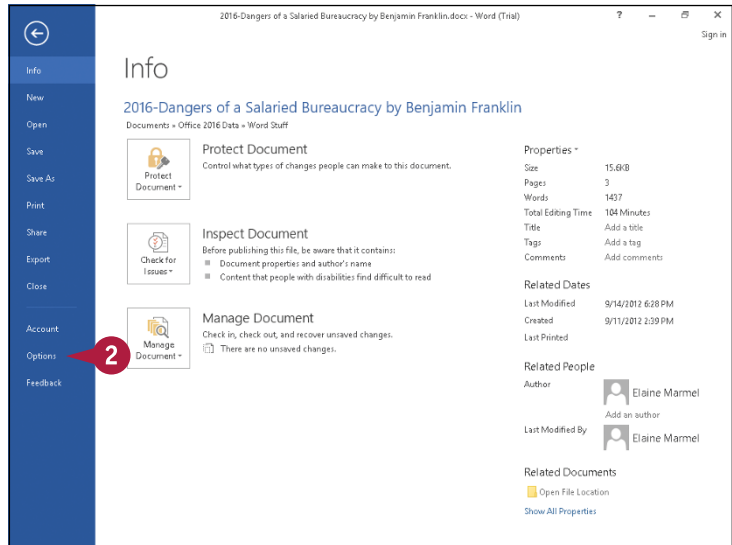 2016-Dangers of a Salaried Bureaucracy by Benjamin Franklin.docx - Word (Trial)
?
Sign in
Info
New
Open
Save
Save As
Print
Share
Export
Close
Account
Options
2
Feedback
Info
2016-Dangers of a Salaried Bureaucracy by Benjamin Franklin
Documents » Office 2016 Data » Word Stuff
Protect
Document
Protect Document
Control what types of changes people can make to this document.
Check for
Issues
Inspect Document
Before publishing this file, be aware that it contains:
Document properties and author's name
Content that people with disabilities find difficult to read
Manage
Document
Manage Document
Check in, check out, and recover unsaved changes.
There are no unsaved changes.
Properties
Size 15.6KB
Pages 3
Words 1437
Total Editing Time 104 Minutes
Title Add a title
Tags Add a tag
Comments Add comments
Related Dates
Last Modified 9/14/2012 6:28 PM
Created 9/11/2012 2:39 PM
Last Printed
Related People
Author Elaine Marmel
Add an author
Last Modified By Elaine Marmel
Related Documents
Open File Location
Show All Properties